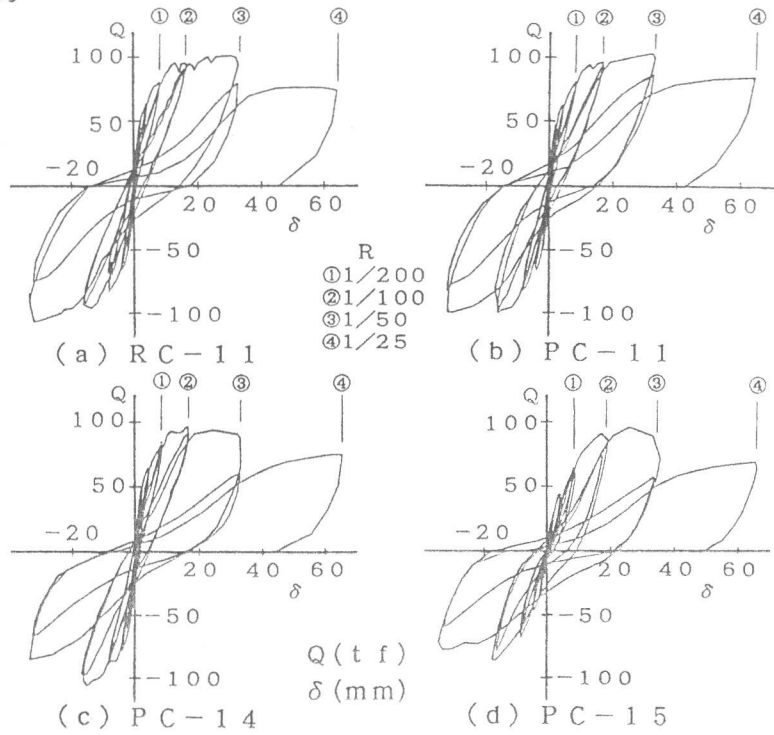 ① ② ③ ④
Q
100
50
-20
20 40 60
δ
-50
-100
(a) RC-11
① ② ③ ④
Q
100
50
-20
20 40 60
δ
-50
-100
(b) PC-11
R
①1/200
②1/100
③1/50
④1/25
① ② ③ ④
Q
100
50
-20
20 40 60
δ
-50
-100
(c) PC-14
① ② ③ ④
Q
100
50
-20
20 40 60
δ
-50
-100
(d) PC-15
Q(tf)
δ(mm)